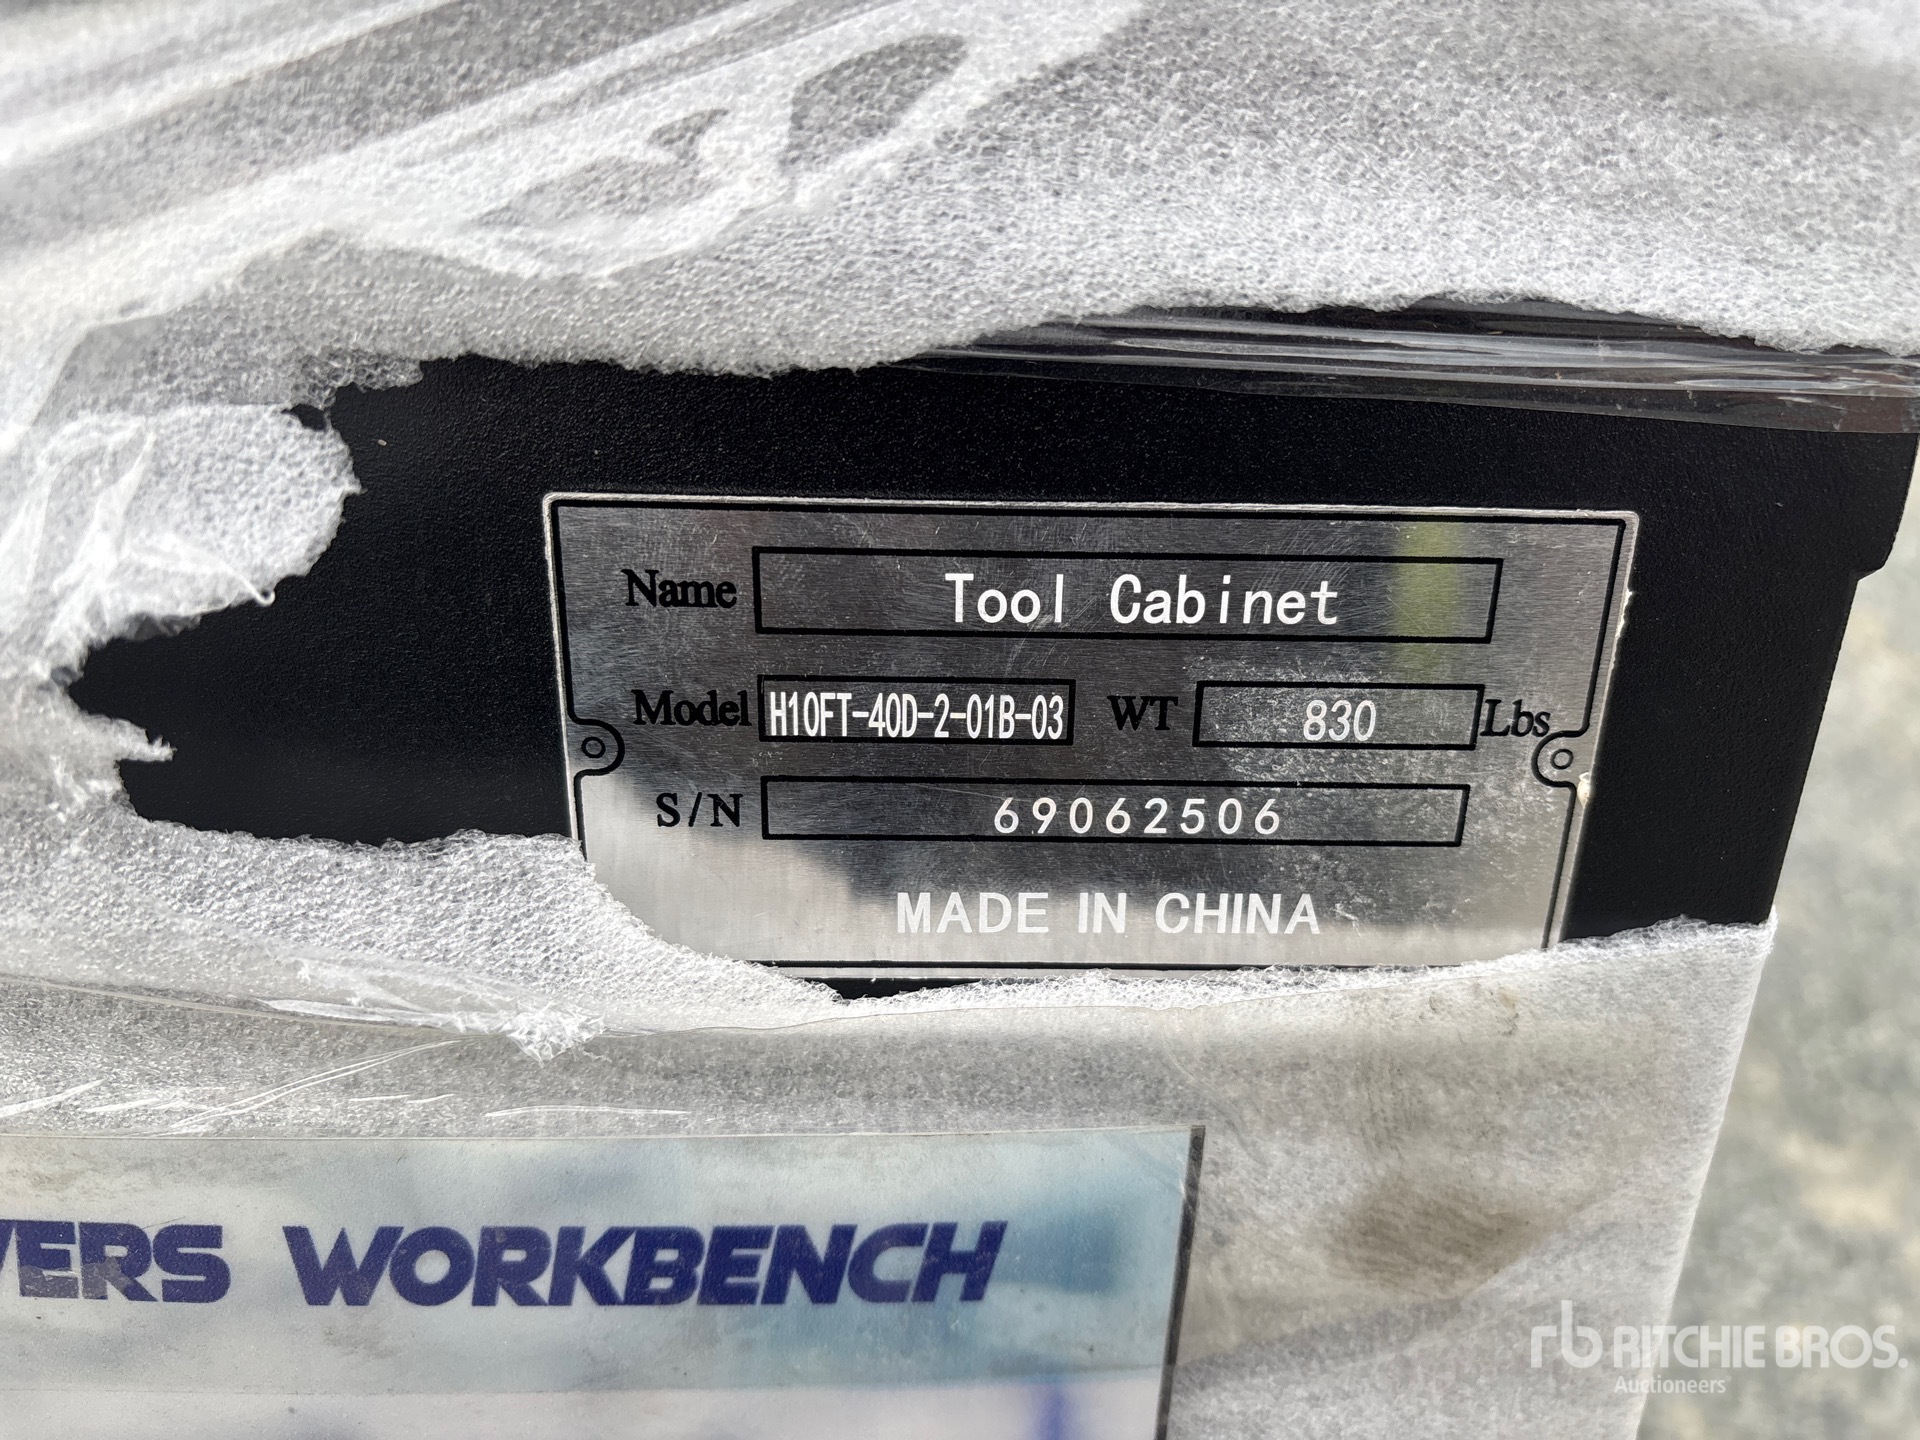 Name Tool Cabinet
Model H10FT-40D-2-01B-03 WT 830 Lbs
S/N 69062506
MADE IN CHINA
WORKBENCH
rb RITCHIE BROS.
Auctioneers